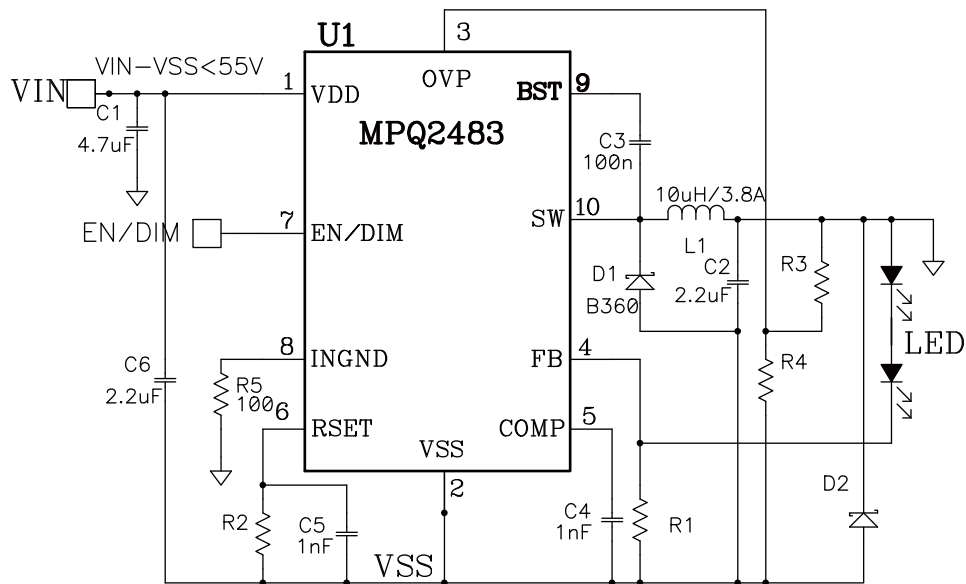 U1
3
VIN-VSS<55V
VIN
1
VDD
OVP
BST
9
C1
4.7uF
MPQ2483
C3
100n
10uH/3.8A
EN/DIM
7
EN/DIM
SW
10
L1
D1
B360
C2
2.2uF
R3
LED
8
INGND
FB
4
C6
2.2uF
R5
100
R4
6
RSET
COMP
5
VSS
2
D2
R2
C5
1nF
C4
1nF
R1
VSS